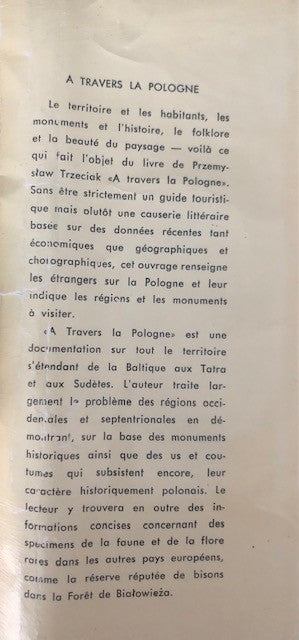 A TRAVERS LA POLOGNE
Le territoire et les habitants, les
monuments et l'histoire, le folklore
et la beauté du paysage — voilà ce
qui fait l'objet du livre de Przemy-
sław Trzeciak «A travers la Pologne».
Sans être strictement un guide touristi-
que mais plutôt une causerie littéraire
basée sur des données récentes tant
économiques que géographiques et
chorographiques, cet ouvrage renseigne
les étrangers sur la Pologne et leur
indique les régions et les monuments
à visiter.
«A Travers la Pologne» est une
documentation sur tout le territoire
s'étendant de la Baltique aux Tatra
et aux Sudètes. L'auteur traite lar-
gement le problème des régions occi-
dentales et septentrionales en dé-
montrant, sur la base des monuments
historiques ainsi que des us et cou-
tumes qui subsistent encore, leur
caractère historiquement polonais. Le
lecteur y trouvera en outre des in-
formations concises concernant des
spécimens de la faune et de la flore
rares dans les autres pays européens,
comme la réserve réputée de bisons
dans la Forêt de Białowieża.